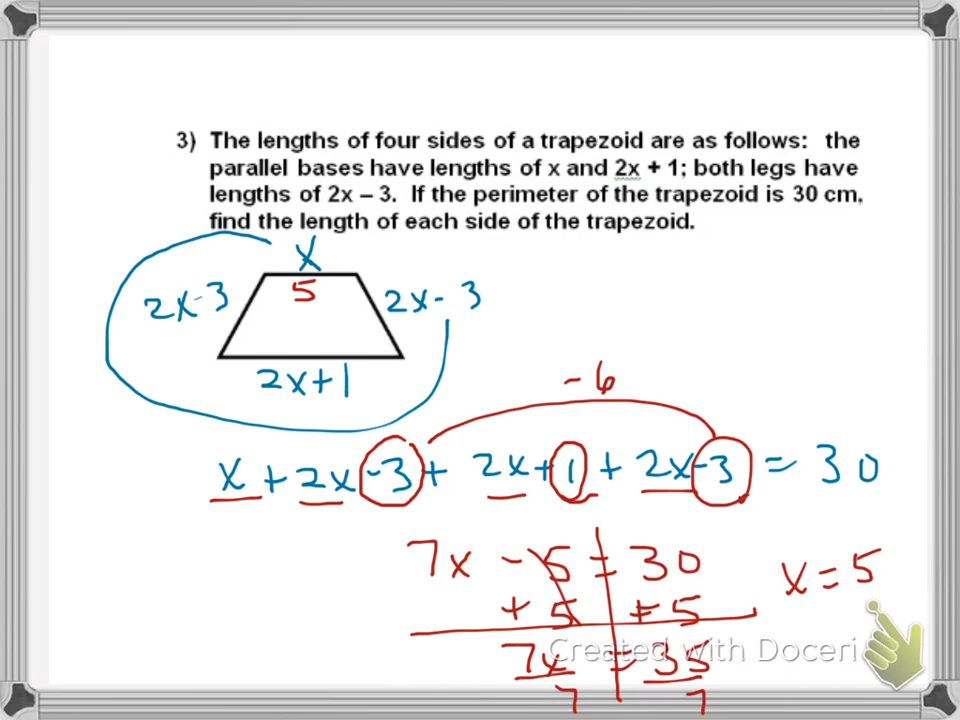 3) The lengths of four sides of a trapezoid are as follows: the
parallel bases have lengths of x and 2x + 1; both legs have
lengths of 2x – 3. If the perimeter of the trapezoid is 30 cm,
find the length of each side of the trapezoid.
x
5
2x-3
2x-3
2x+1
-6
x + 2x -3 + 2x+1 + 2x-3 = 30
7x - 5 = 30
x = 5
+ 5 + 5
Created with Doceri
7x = 35
7 7